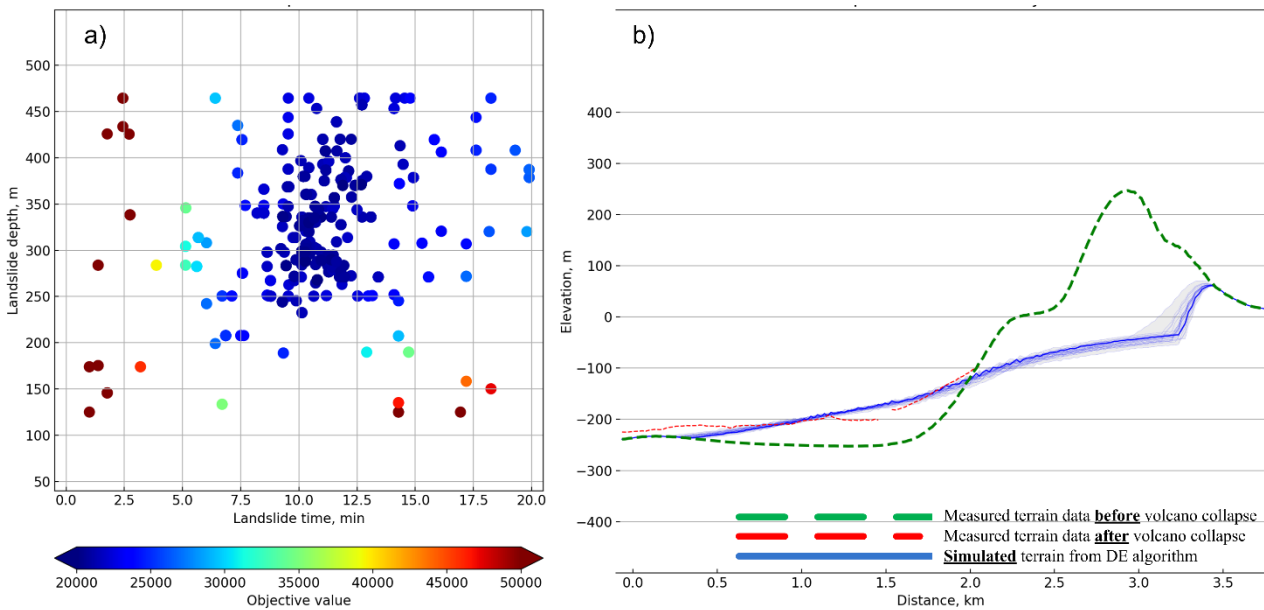 a)
Landslide depth, m
500
450
400
350
300
250
200
150
100
50
0.0 2.5 5.0 7.5 10.0 12.5 15.0 17.5 20.0
Landslide time, min
20000 25000 30000 35000 40000 45000 50000
Objective value
b)
Elevation, m
400
300
200
100
0
−100
−200
−300
−400
Measured terrain data before volcano collapse
Measured terrain data after volcano collapse
Simulated terrain from DE algorithm
0.0 0.5 1.0 1.5 2.0 2.5 3.0 3.5
Distance, km